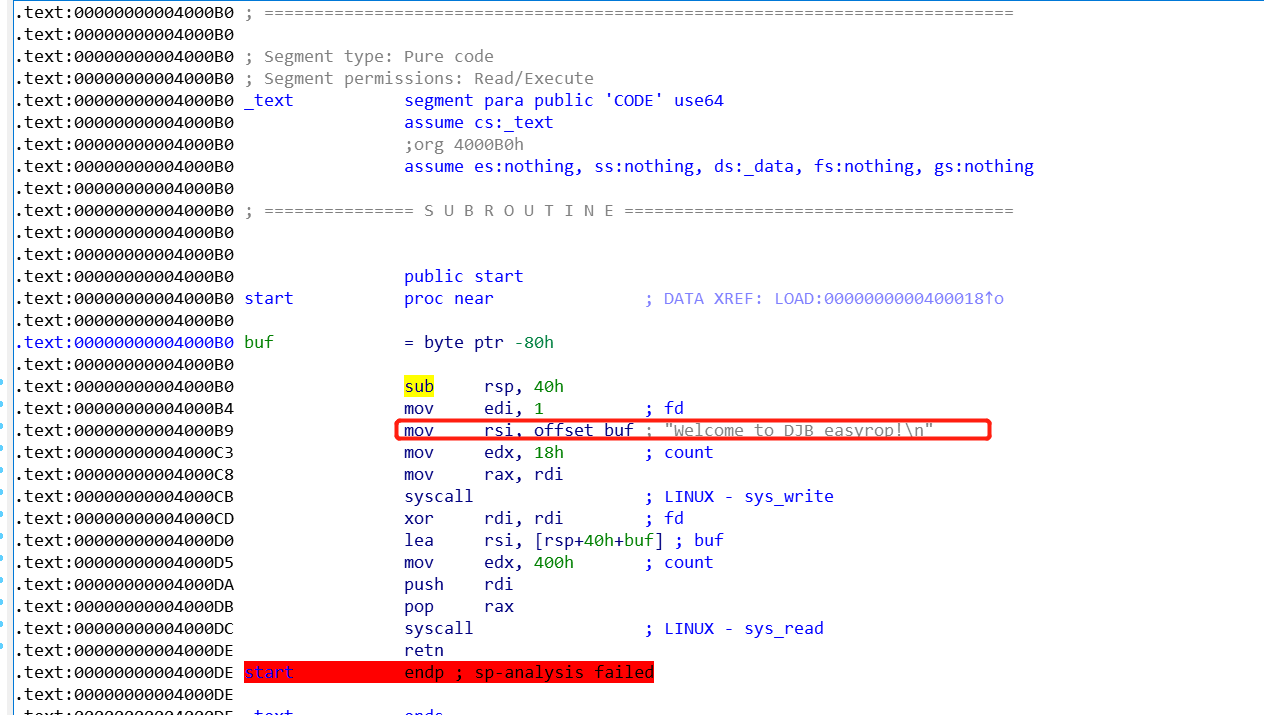 .text:00000000004000B0 ; ===========================================================================
.text:00000000004000B0
.text:00000000004000B0 ; Segment type: Pure code
.text:00000000004000B0 ; Segment permissions: Read/Execute
.text:00000000004000B0 _text segment para public 'CODE' use64
.text:00000000004000B0 assume cs:_text
.text:00000000004000B0 ;org 4000B0h
.text:00000000004000B0 assume es:nothing, ss:nothing, ds:_data, fs:nothing, gs:nothing
.text:00000000004000B0
.text:00000000004000B0 ; =============== S U B R O U T I N E =======================================
.text:00000000004000B0
.text:00000000004000B0
.text:00000000004000B0 public start
.text:00000000004000B0 start proc near ; DATA XREF: LOAD:0000000000400018↑o
.text:00000000004000B0
.text:00000000004000B0 buf = byte ptr -80h
.text:00000000004000B0
.text:00000000004000B0 sub rsp, 40h
.text:00000000004000B4 mov edi, 1 ; fd
.text:00000000004000B9 mov rsi, offset buf ; "Welcome to DJB easyrop!\n"
.text:00000000004000C3 mov edx, 18h ; count
.text:00000000004000C8 mov rax, rdi
.text:00000000004000CB syscall ; LINUX - sys_write
.text:00000000004000CD xor rdi, rdi ; fd
.text:00000000004000D0 lea rsi, [rsp+40h+buf] ; buf
.text:00000000004000D5 mov edx, 400h ; count
.text:00000000004000DA push rdi
.text:00000000004000DB pop rax
.text:00000000004000DC syscall ; LINUX - sys_read
.text:00000000004000DE retn
.text:00000000004000DE start endp ; sp-analysis failed
.text:00000000004000DE
.text:00000000004000DE _text ends